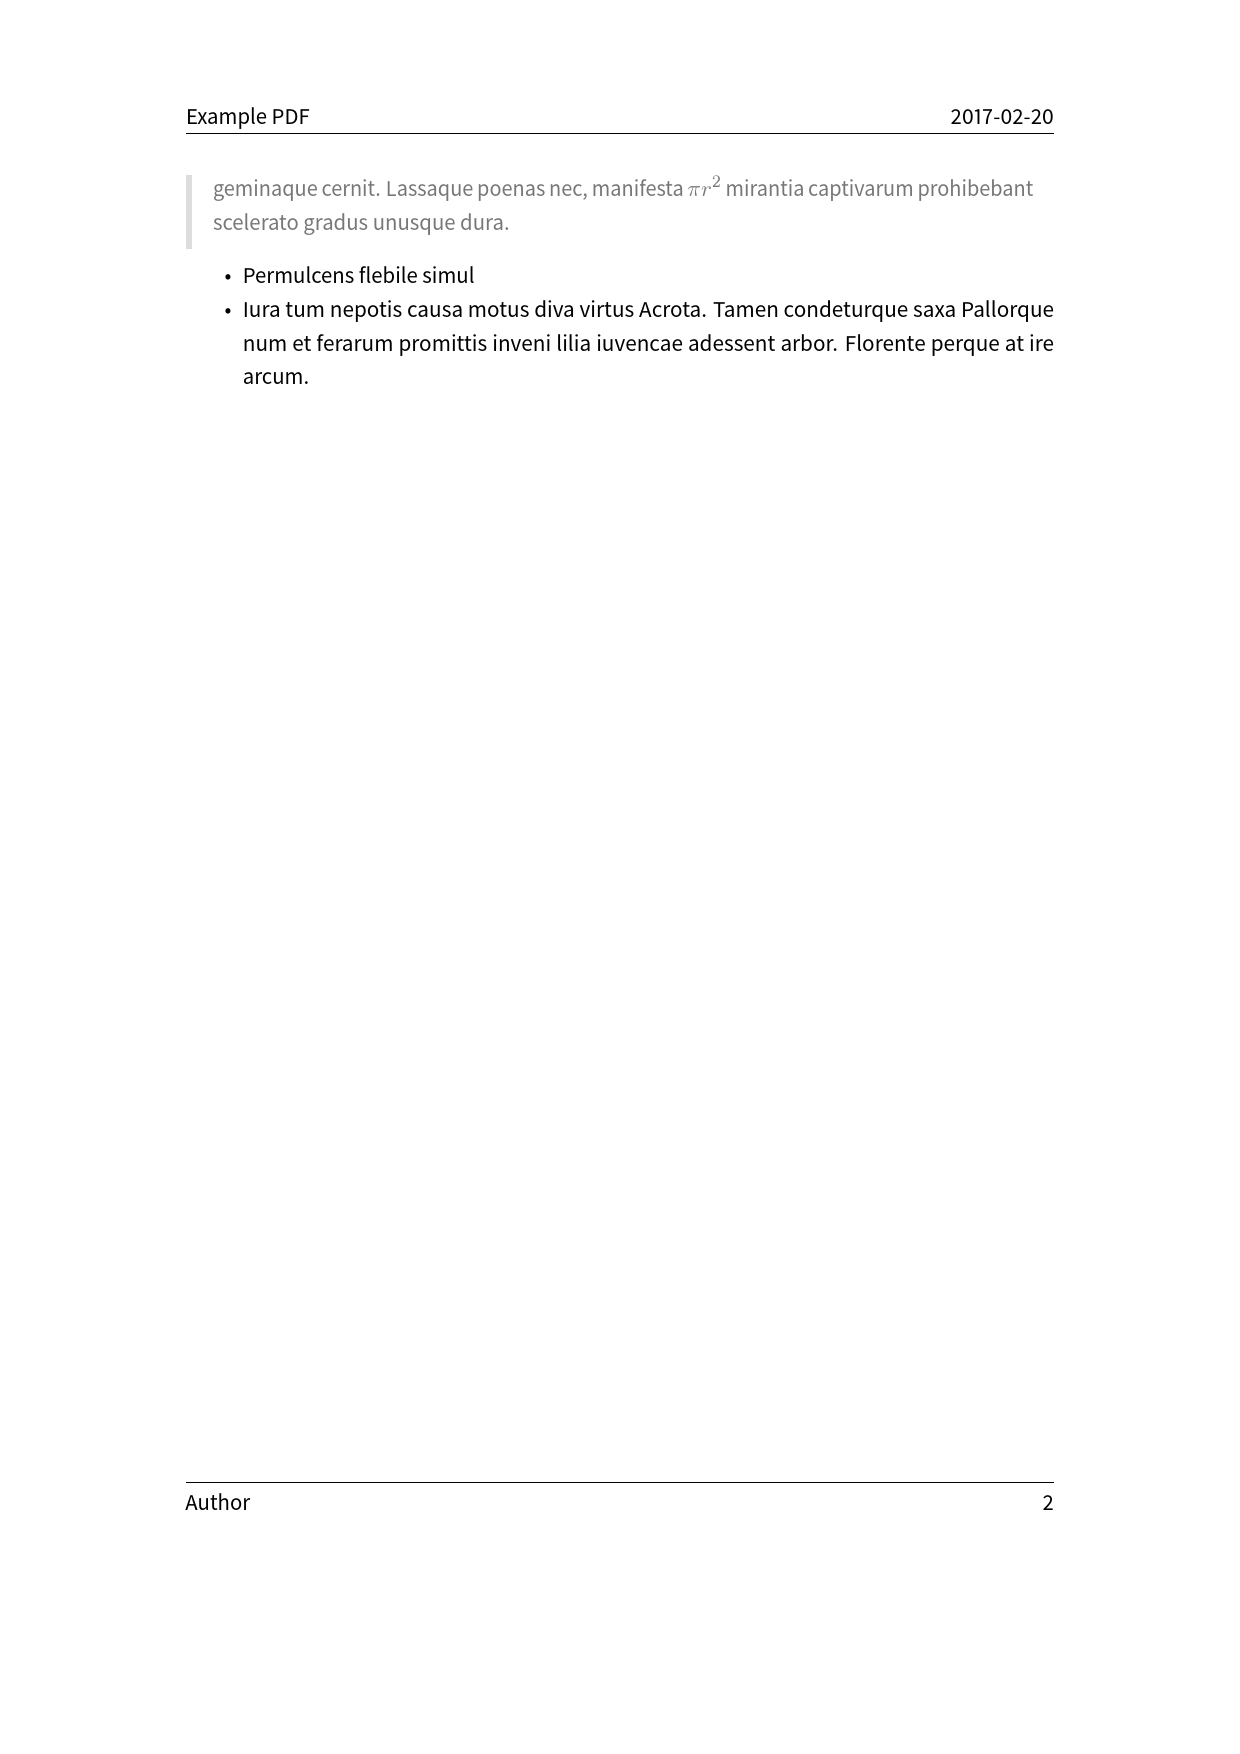 Example PDF 2017-02-20
geminaque cernit. Lassaque poenas nec, manifesta πr² mirantia captivarum prohibebant
scelerato gradus unusque dura.
• Permulcens flebile simul
• Iura tum nepotis causa motus diva virtus Acrota. Tamen condeturque saxa Pallorque
num et ferarum promittis inveni lilia iuvencae adessent arbor. Florente perque at ire
arcum.
Author 2